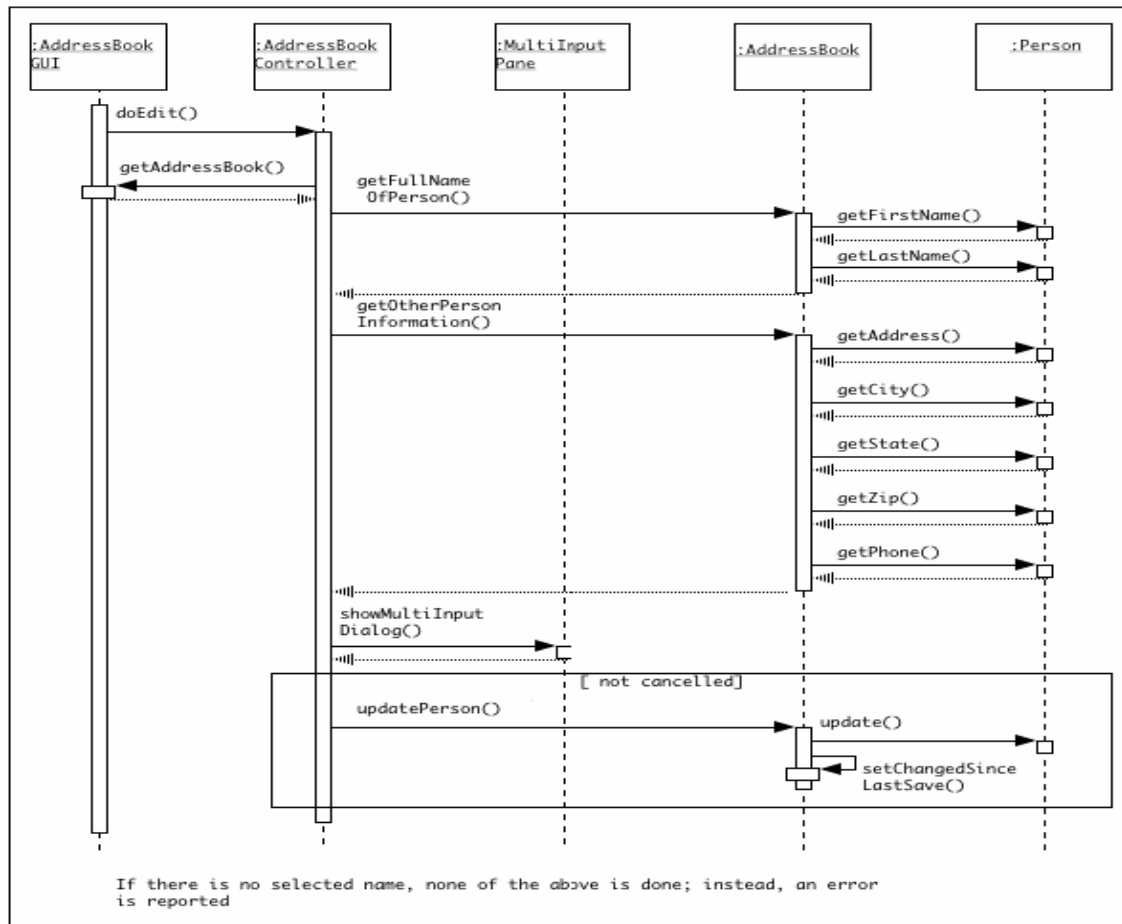 :AddressBook
GUI
:AddressBook
Controller
:MultiInput
Pane
:AddressBook
:Person
doEdit()
getAddressBook()
getFullName
OfPerson()
getFirstName()
getLastName()
getOtherPerson
Information()
getAddress()
getCity()
getState()
getZip()
getPhone()
showMultiInput
Dialog()
[ not cancelled]
updatePerson()
update()
setChangedSince
LastSave()
If there is no selected name, none of the above is done; instead, an error
is reported